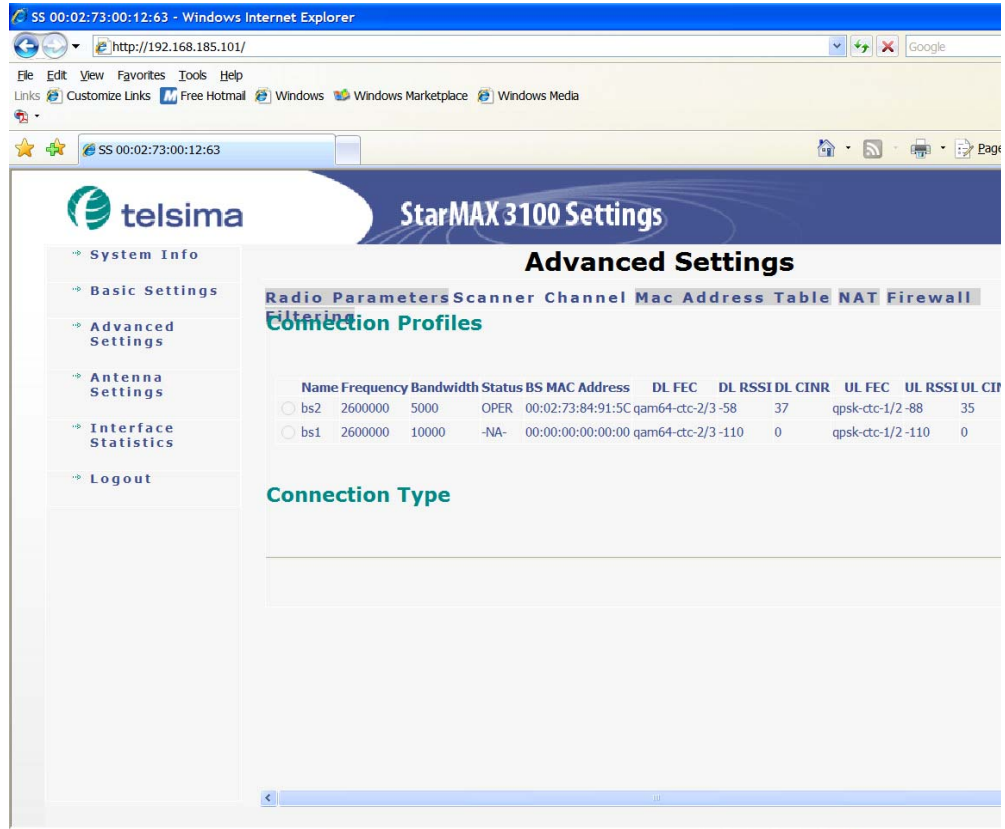 SS 00:02:73:00:12:63 - Windows Internet Explorer
http://192.168.185.101/
Google
File Edit View Favorites Tools Help
Links Customize Links Free Hotmail Windows Windows Marketplace Windows Media
SS 00:02:73:00:12:63
Page
telsima
StarMAX 3100 Settings
System Info
Basic Settings
Advanced
Settings
Antenna
Settings
Interface
Statistics
Logout
Advanced Settings
Radio Parameters Scanner Channel Mac Address Table NAT Firewall
Filtering
Connection Profiles
Name Frequency Bandwidth Status BS MAC Address DL FEC DL RSSI DL CINR UL FEC UL RSSI UL CIN
bs2 2600000 5000 OPER 00:02:73:84:91:5C qam64-ctc-2/3 -58 37 qpsk-ctc-1/2 -88 35
bs1 2600000 10000 -NA- 00:00:00:00:00:00 qam64-ctc-2/3 -110 0 qpsk-ctc-1/2 -110 0
Connection Type